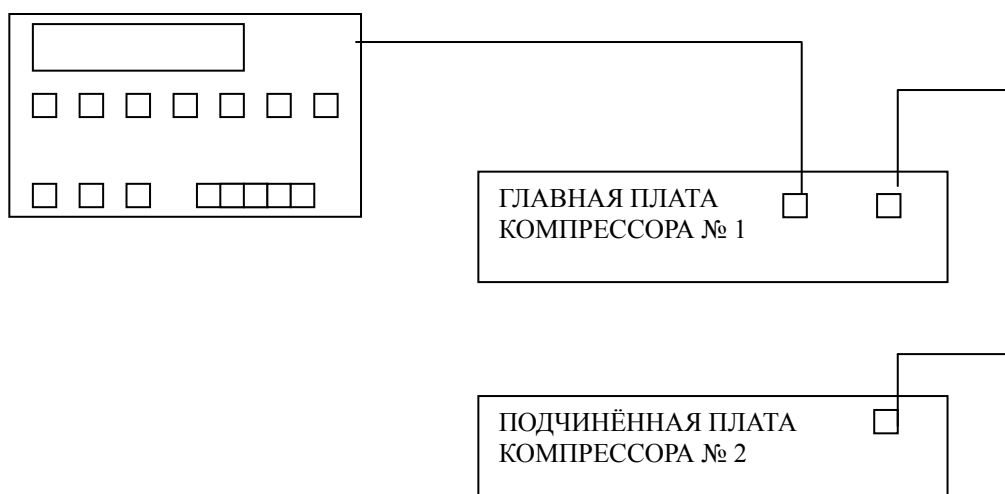 ГЛАВНАЯ ПЛАТА
КОМПРЕССОРА № 1
ПОДЧИНЁННАЯ ПЛАТА
КОМПРЕССОРА № 2